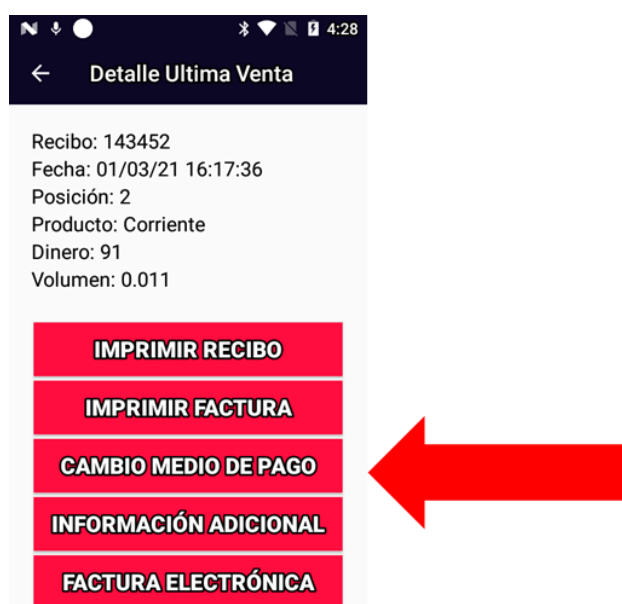 4:28
Detalle Ultima Venta
Recibo: 143452
Fecha: 01/03/21 16:17:36
Posición: 2
Producto: Corriente
Dinero: 91
Volumen: 0.011
IMPRIMIR RECIBO
IMPRIMIR FACTURA
CAMBIO MEDIO DE PAGO
INFORMACIÓN ADICIONAL
FACTURA ELECTRÓNICA